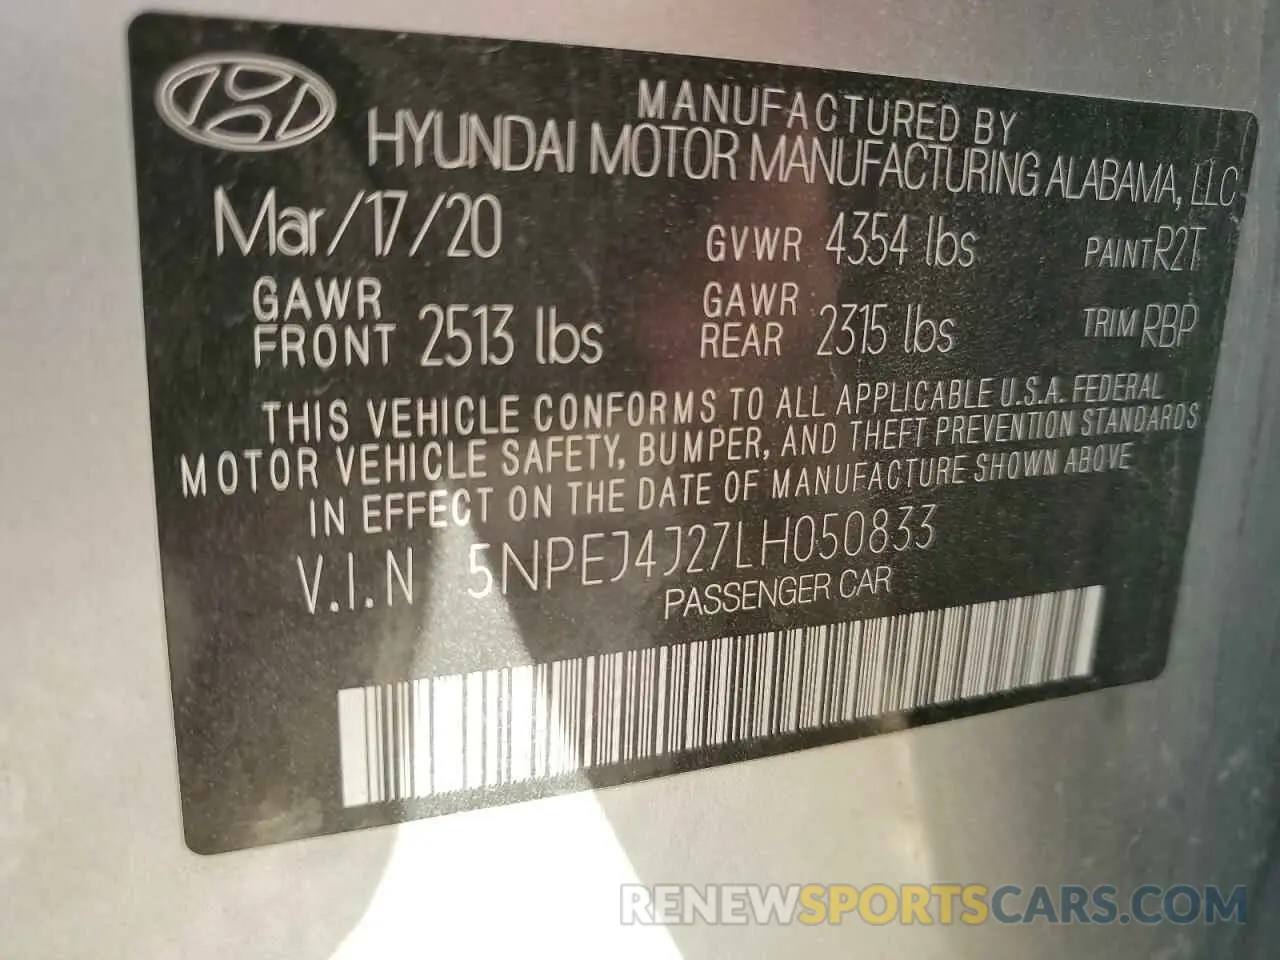 MANUFACTURED BY
HYUNDAI MOTOR MANUFACTURING ALABAMA, LLC
Mar/17/20 GVWR 4354 lbs PAINT R2T
GAWR FRONT 2513 lbs GAWR REAR 2315 lbs TRIM RBP
THIS VEHICLE CONFORMS TO ALL APPLICABLE U.S.A. FEDERAL
MOTOR VEHICLE SAFETY, BUMPER, AND THEFT PREVENTION STANDARDS
IN EFFECT ON THE DATE OF MANUFACTURE SHOWN ABOVE
V.I.N 5NPEJ4J27LH050833
PASSENGER CAR
RENEWSPORTSCARS.COM